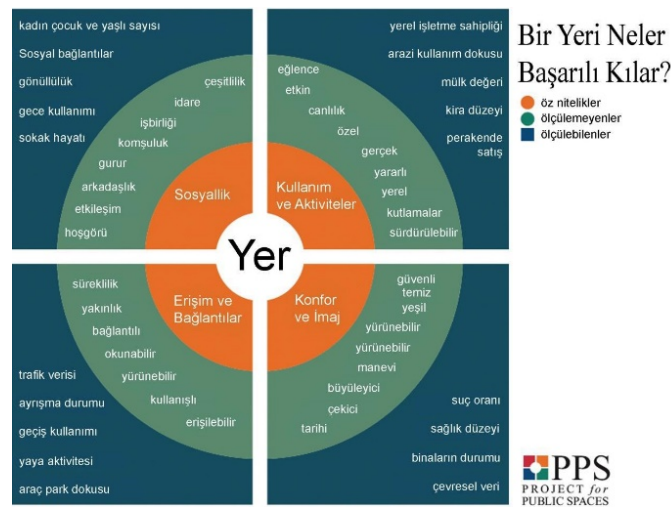 Bir Yeri Neler
Başarılı Kılar?
öz nitelikler
ölçülemeyenler
ölçülebilenler
Yer
Sosyallik
çeşitlilik
idare
işbirliği
komşuluk
gurur
arkadaşlık
etkileşim
hoşgörü
kadın çocuk ve yaşlı sayısı
Sosyal bağlantılar
gönüllülük
gece kullanımı
sokak hayatı
Kullanım
ve Aktiviteler
eğlence
etkin
canlılık
özel
gerçek
yararlı
yerel
kutlamalar
sürdürülebilir
yerel işletme sahipliği
arazi kullanım dokusu
mülk değeri
kira düzeyi
perakende
satış
Erişim ve
Bağlantılar
süreklilik
yakınlık
bağlantılı
okunabilir
yürünebilir
kullanışlı
erişilebilir
trafik verisi
ayrışma durumu
geçiş kullanımı
yaya aktivitesi
araç park dokusu
Konfor
ve İmaj
güvenli
temiz
yeşil
yürünebilir
yürünebilir
manevi
büyüleyici
çekici
tarihi
suç oranı
sağlık düzeyi
binaların durumu
çevresel veri
PPS
PROJECT for
PUBLIC SPACES